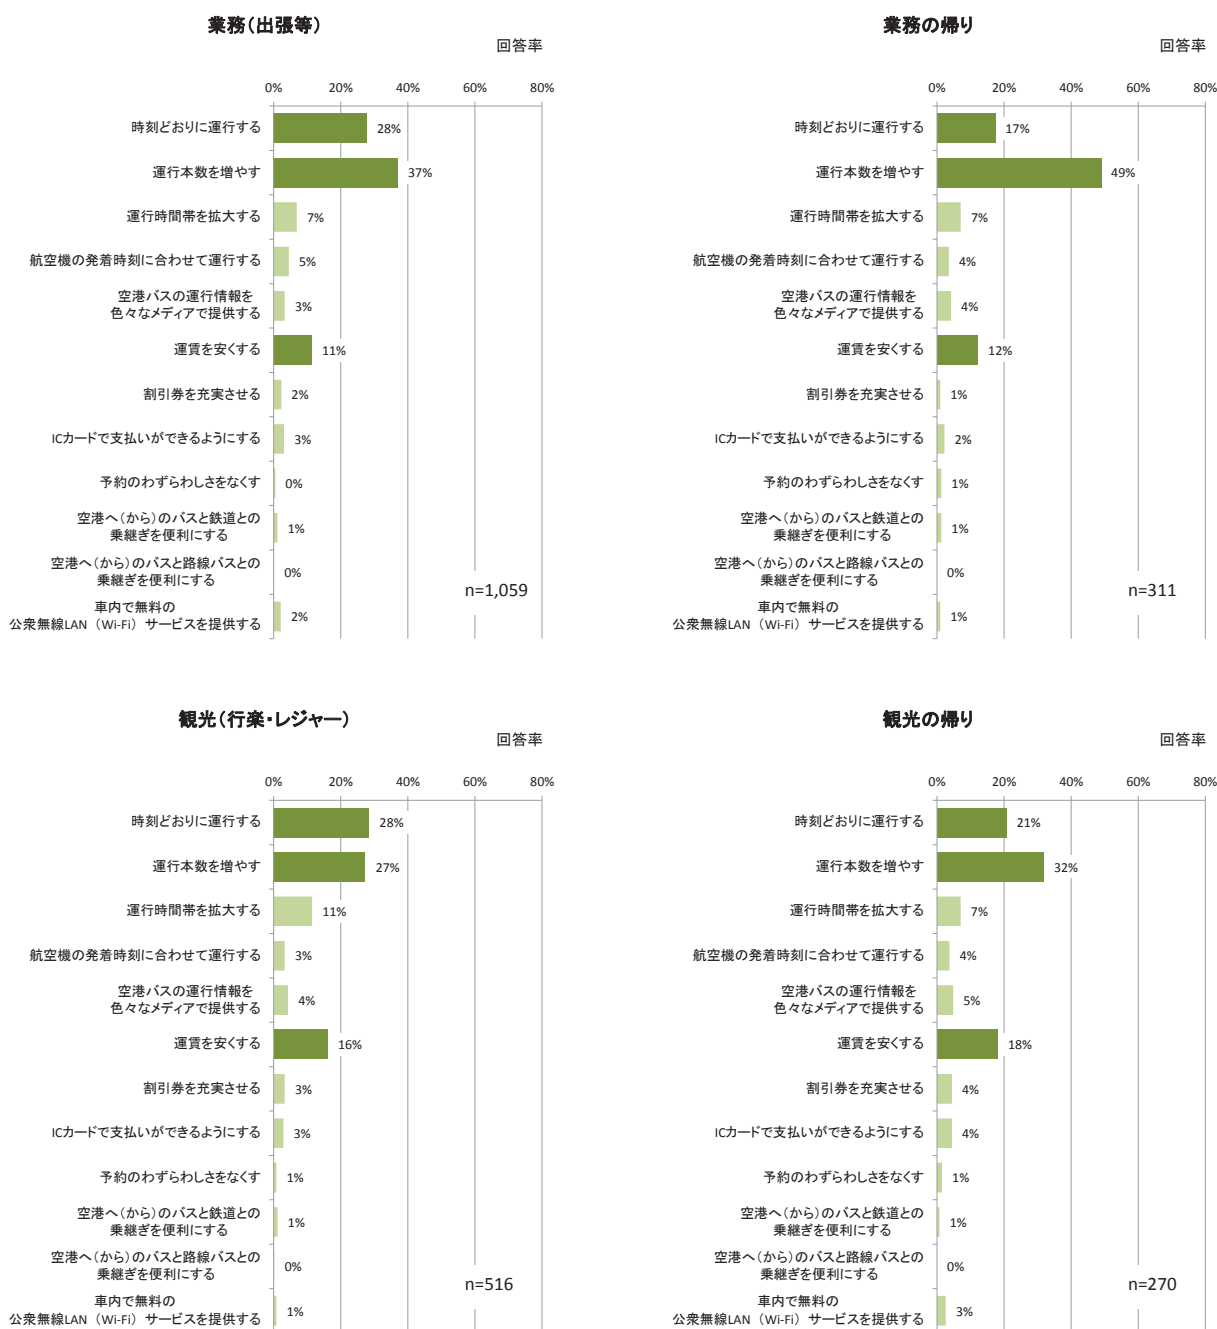 業務（出張等）
回答率
0% 20% 40% 60% 80%
時刻どおりに運行する 28%
運行本数を増やす 37%
運行時間帯を拡大する 7%
航空機の発着時刻に合わせて運行する 5%
空港バスの運行情報を
色々なメディアで提供する 3%
運賃を安くする 11%
割引券を充実させる 2%
ICカードで支払いができるようにする 3%
予約のわずらわしさをなくす 0%
空港へ（から）のバスと鉄道との
乗継ぎを便利にする 1%
空港へ（から）のバスと路線バスとの
乗継ぎを便利にする 0%
車内で無料の
公衆無線LAN（Wi-Fi）サービスを提供する 2%
n=1,059
業務の帰り
回答率
0% 20% 40% 60% 80%
時刻どおりに運行する 17%
運行本数を増やす 49%
運行時間帯を拡大する 7%
航空機の発着時刻に合わせて運行する 4%
空港バスの運行情報を
色々なメディアで提供する 4%
運賃を安くする 12%
割引券を充実させる 1%
ICカードで支払いができるようにする 2%
予約のわずらわしさをなくす 1%
空港へ（から）のバスと鉄道との
乗継ぎを便利にする 1%
空港へ（から）のバスと路線バスとの
乗継ぎを便利にする 0%
車内で無料の
公衆無線LAN（Wi-Fi）サービスを提供する 1%
n=311
観光（行楽・レジャー）
回答率
0% 20% 40% 60% 80%
時刻どおりに運行する 28%
運行本数を増やす 27%
運行時間帯を拡大する 11%
航空機の発着時刻に合わせて運行する 3%
空港バスの運行情報を
色々なメディアで提供する 4%
運賃を安くする 16%
割引券を充実させる 3%
ICカードで支払いができるようにする 3%
予約のわずらわしさをなくす 1%
空港へ（から）のバスと鉄道との
乗継ぎを便利にする 1%
空港へ（から）のバスと路線バスとの
乗継ぎを便利にする 0%
車内で無料の
公衆無線LAN（Wi-Fi）サービスを提供する 1%
n=516
観光の帰り
回答率
0% 20% 40% 60% 80%
時刻どおりに運行する 21%
運行本数を増やす 32%
運行時間帯を拡大する 7%
航空機の発着時刻に合わせて運行する 4%
空港バスの運行情報を
色々なメディアで提供する 5%
運賃を安くする 18%
割引券を充実させる 4%
ICカードで支払いができるようにする 4%
予約のわずらわしさをなくす 1%
空港へ（から）のバスと鉄道との
乗継ぎを便利にする 1%
空港へ（から）のバスと路線バスとの
乗継ぎを便利にする 0%
車内で無料の
公衆無線LAN（Wi-Fi）サービスを提供する 3%
n=270